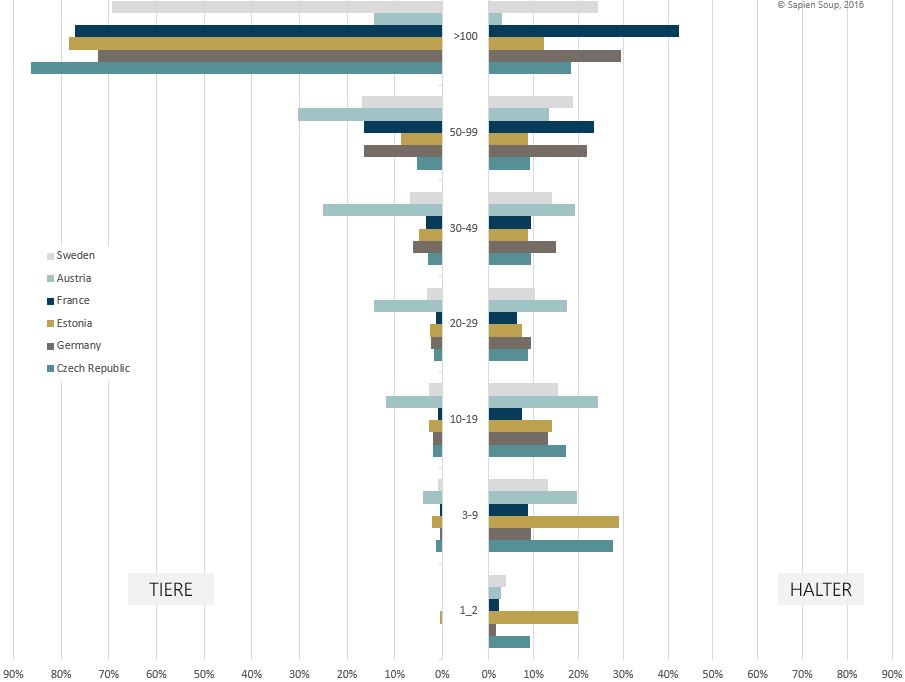 © Sapien Soup, 2016
>100
50-99
30-49
Sweden
Austria
France
Estonia
Germany
Czech Republic
20-29
10-19
3-9
TIERE
HALTER
1_2
90% 80% 70% 60% 50% 40% 30% 20% 10% 0% 0% 10% 20% 30% 40% 50% 60% 70% 80% 90%